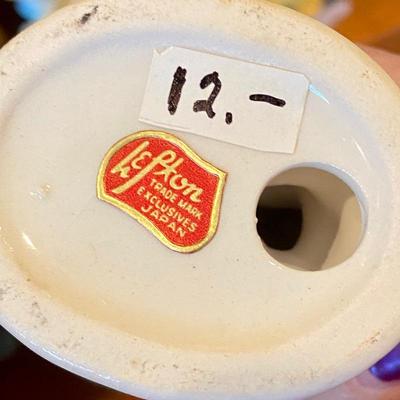 12.-
Lefton
TRADE MARK
EXCLUSIVES
JAPAN